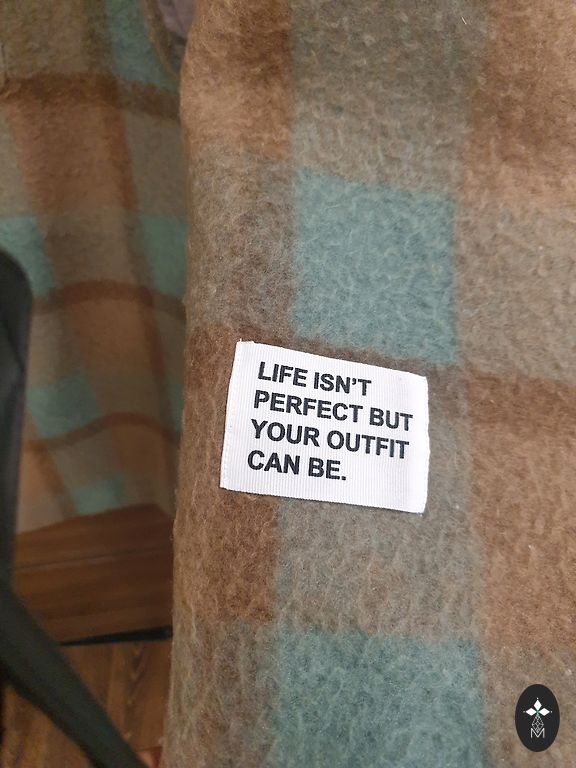 LIFE ISN'T
PERFECT BUT
YOUR OUTFIT
CAN BE.
M